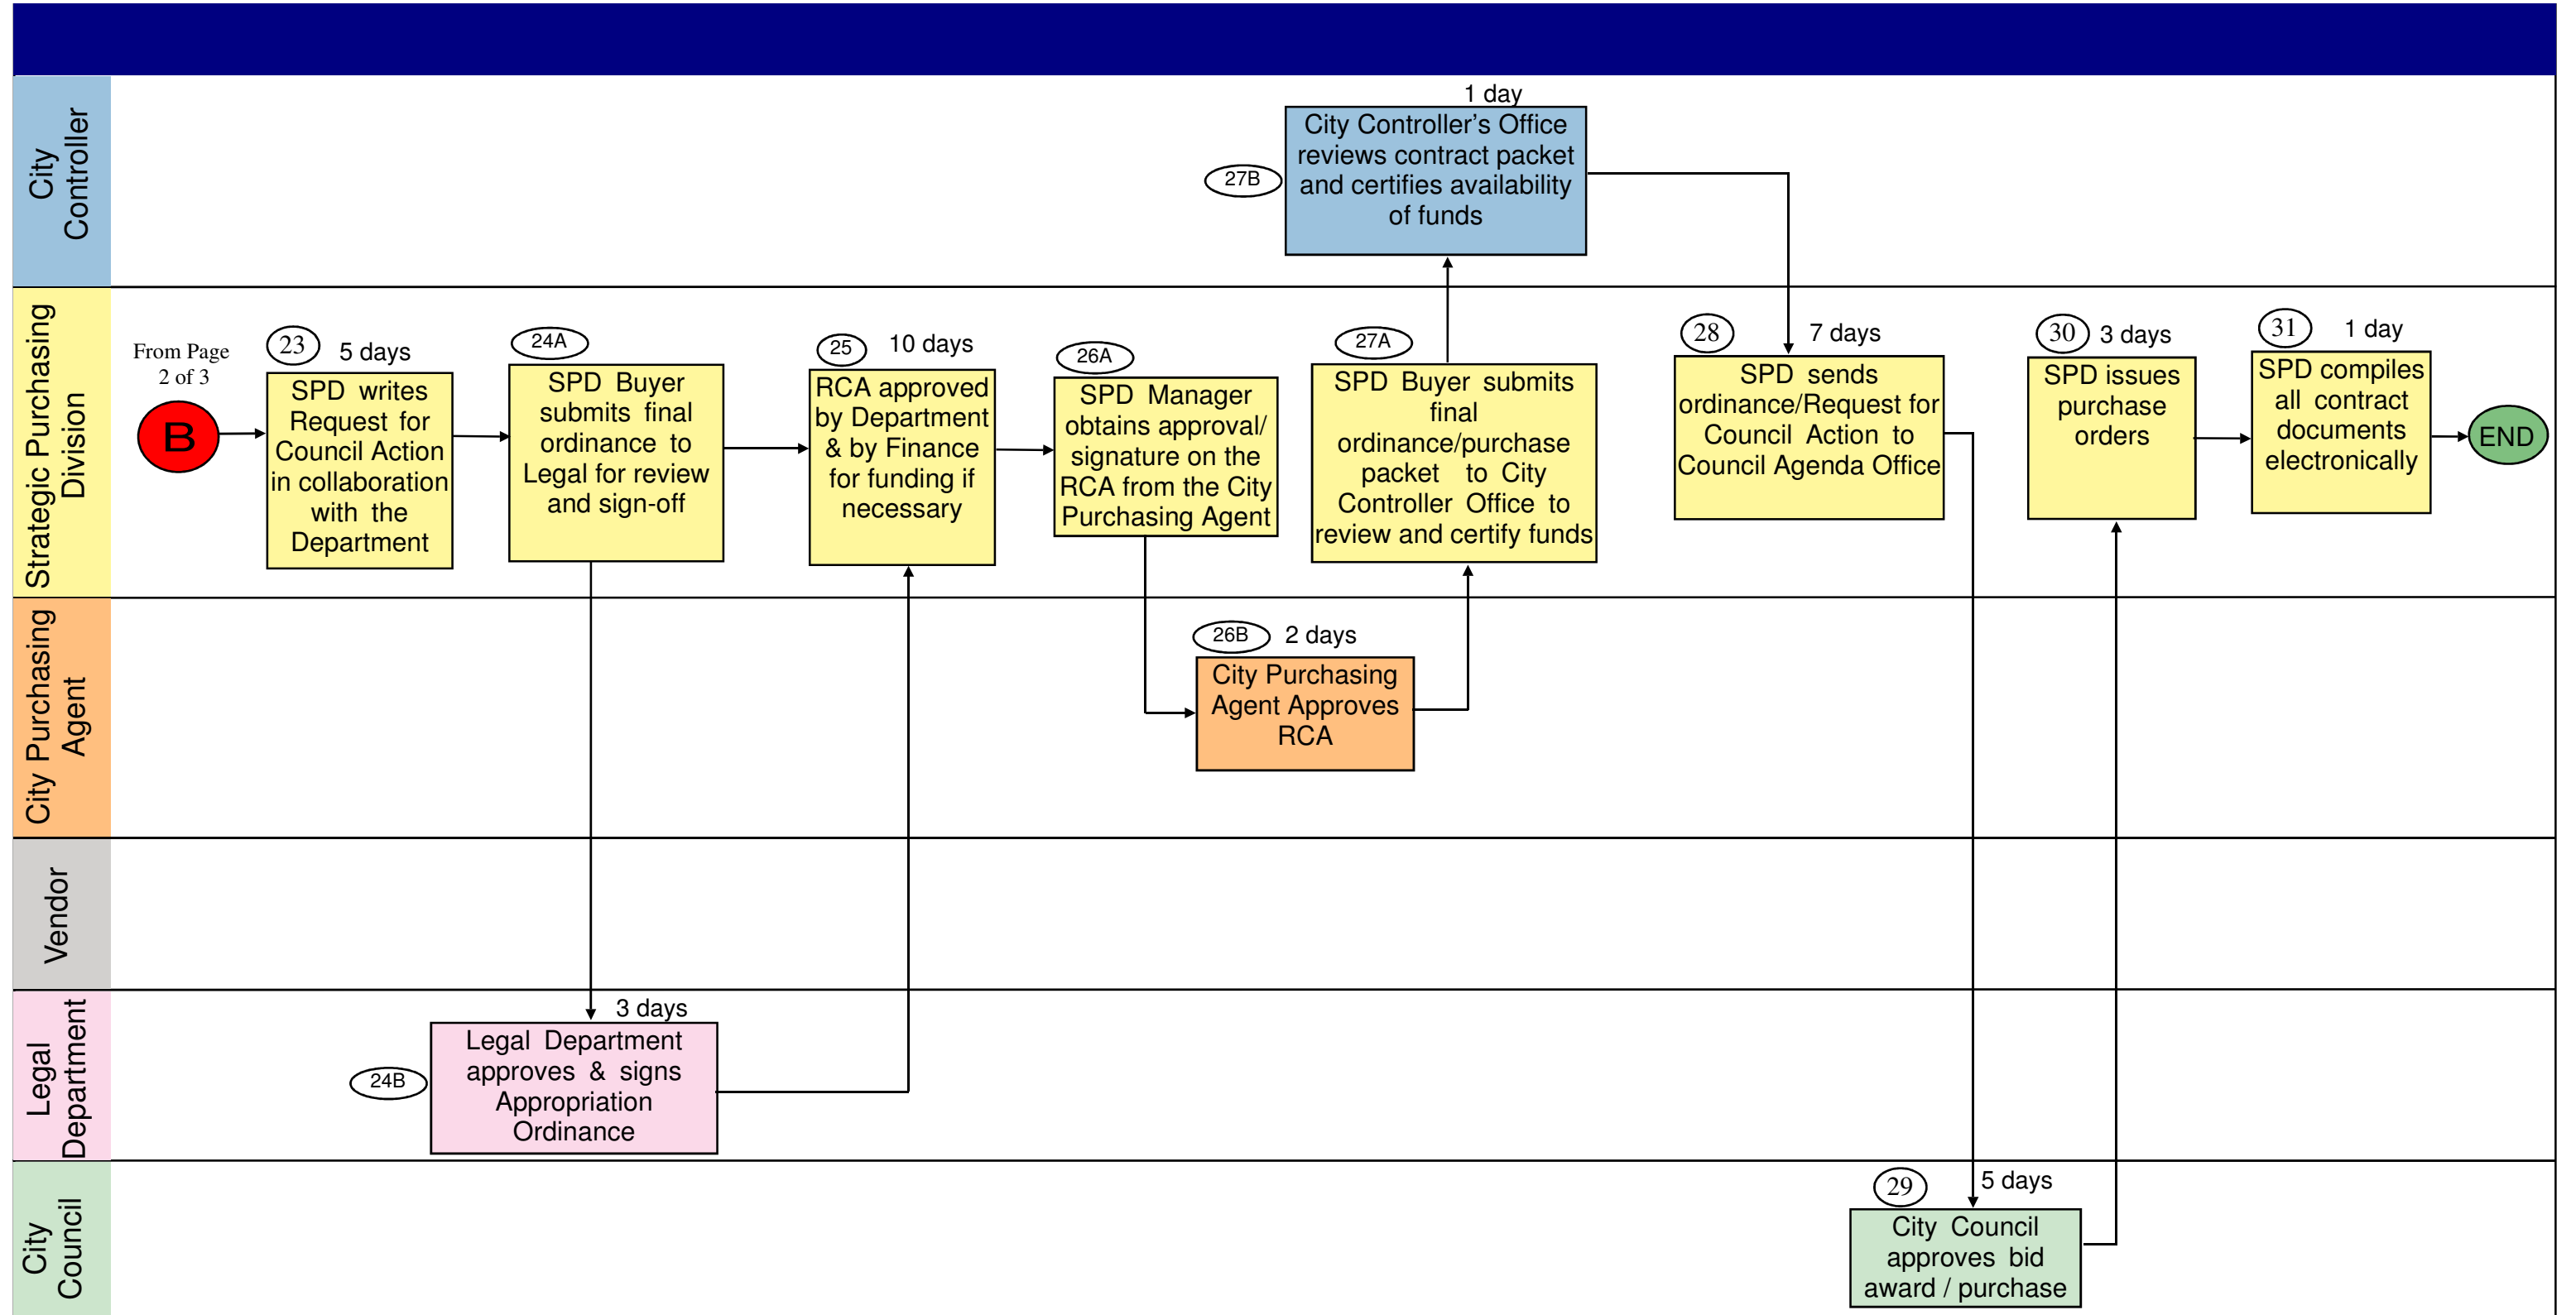 City
Controller
1 day
City Controller’s Office
reviews contract packet
and certifies availability
of funds
27B
Strategic Purchasing
Division
From Page
2 of 3
B
23
5 days
SPD writes
Request for
Council Action
in collaboration
with the
Department
24A
SPD Buyer
submits final
ordinance to
Legal for review
and sign-off
25
10 days
RCA approved
by Department
& by Finance
for funding if
necessary
26A
SPD Manager
obtains approval/
signature on the
RCA from the City
Purchasing Agent
27A
SPD Buyer submits
final
ordinance/purchase
packet to City
Controller Office to
review and certify funds
28
7 days
SPD sends
ordinance/Request for
Council Action to
Council Agenda Office
30
3 days
SPD issues
purchase
orders
31
1 day
SPD compiles
all contract
documents
electronically
END
City Purchasing
Agent
26B
2 days
City Purchasing
Agent Approves
RCA
Vendor
Legal
Department
3 days
24B
Legal Department
approves & signs
Appropriation
Ordinance
City
Council
29
5 days
City Council
approves bid
award / purchase